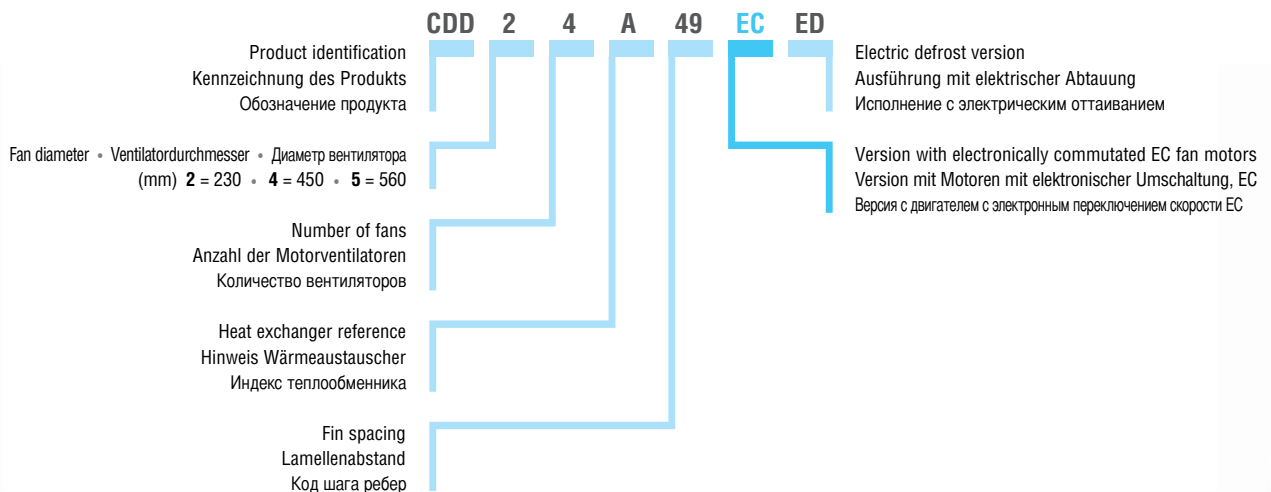 CDD 2 4 A 49 EC ED
Product identification
Kennzeichnung des Produkts
Обозначение продукта
Fan diameter • Ventilatordurchmesser • Диаметр вентилятора
(mm) 2 = 230 • 4 = 450 • 5 = 560
Number of fans
Anzahl der Motorventilatoren
Количество вентиляторов
Heat exchanger reference
Hinweis Wärmeaustauscher
Индекс теплообменника
Fin spacing
Lamellenabstand
Код шага ребер
Electric defrost version
Ausführung mit elektrischer Abtauung
Исполнение с электрическим оттаиванием
Version with electronically commutated EC fan motors
Version mit Motoren mit elektronischer Umschaltung, EC
Версия с двигателем с электронным переключением скорости EC